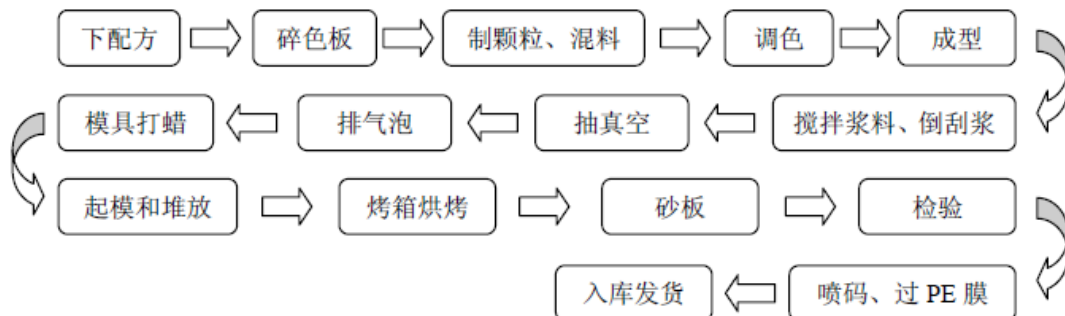 下配方 碎色板 制颗粒、混料 调色 成型
模具打蜡 排气泡 抽真空 搅拌浆料、倒刮浆
起模和堆放 烤箱烘烤 砂板 检验
入库发货 喷码、过 PE 膜